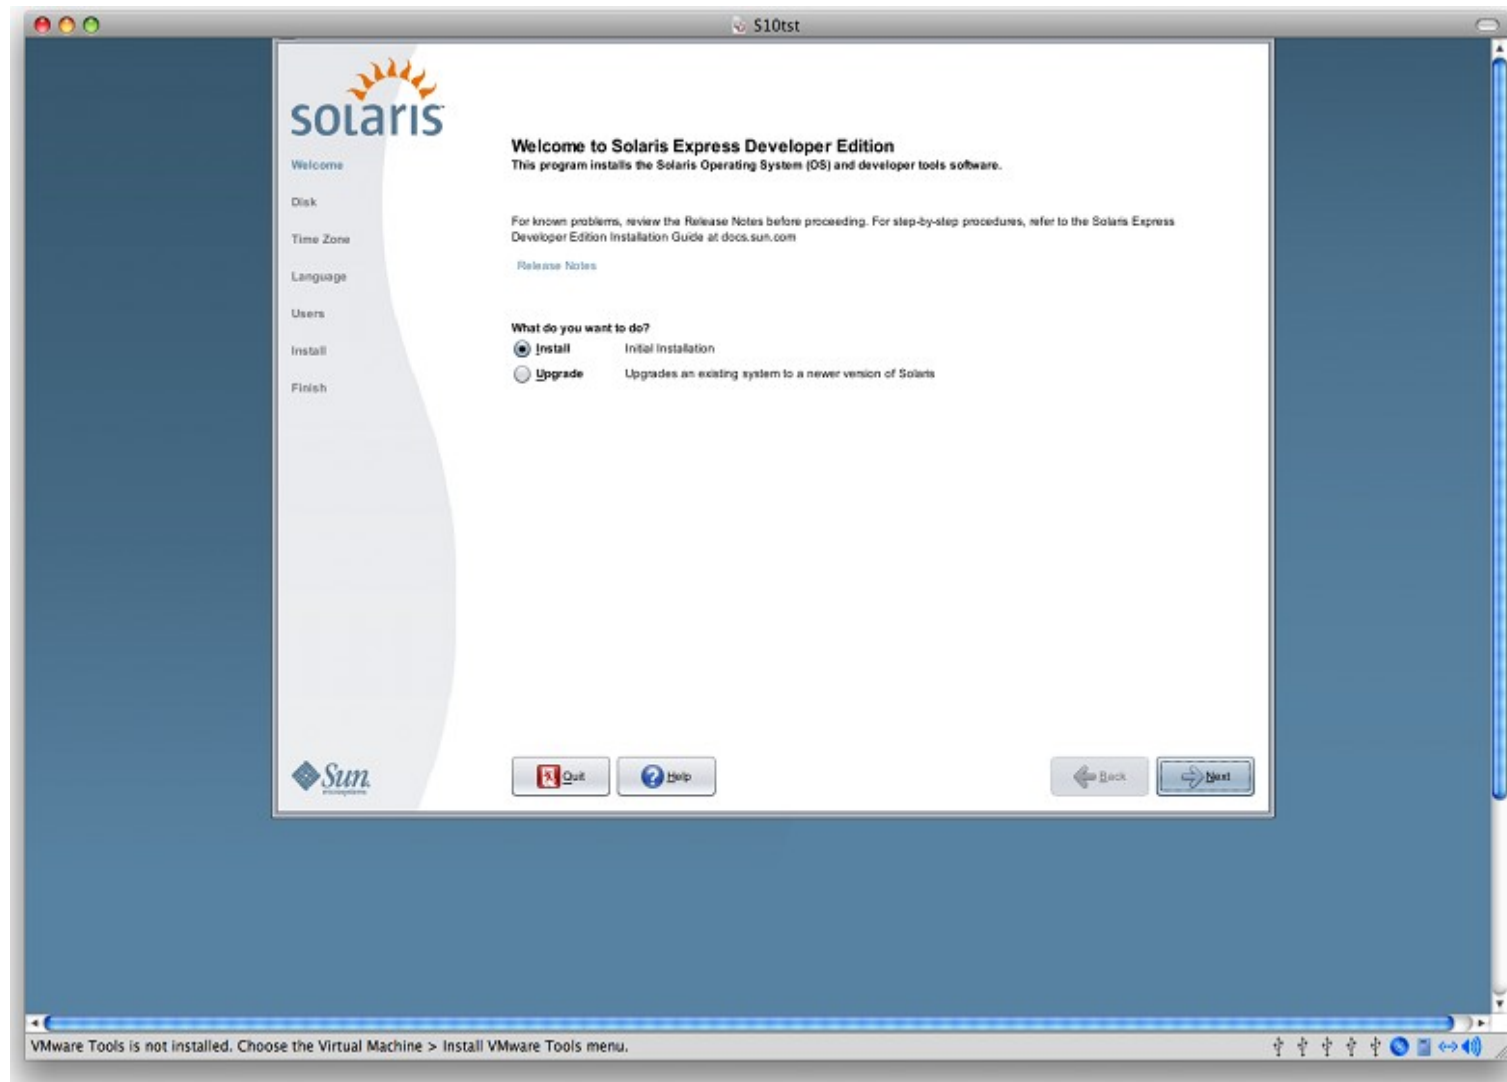 S10tst
solaris
Welcome
Disk
Time Zone
Language
Users
Install
Finish
Welcome to Solaris Express Developer Edition
This program installs the Solaris Operating System (OS) and developer tools software.
For known problems, review the Release Notes before proceeding. For step-by-step procedures, refer to the Solaris Express
Developer Edition Installation Guide at docs.sun.com
Release Notes
What do you want to do?
Install Initial Installation
Upgrade Upgrades an existing system to a newer version of Solaris
Sun
microsystems
Quit Help Back Next
VMware Tools is not installed. Choose the Virtual Machine > Install VMware Tools menu.